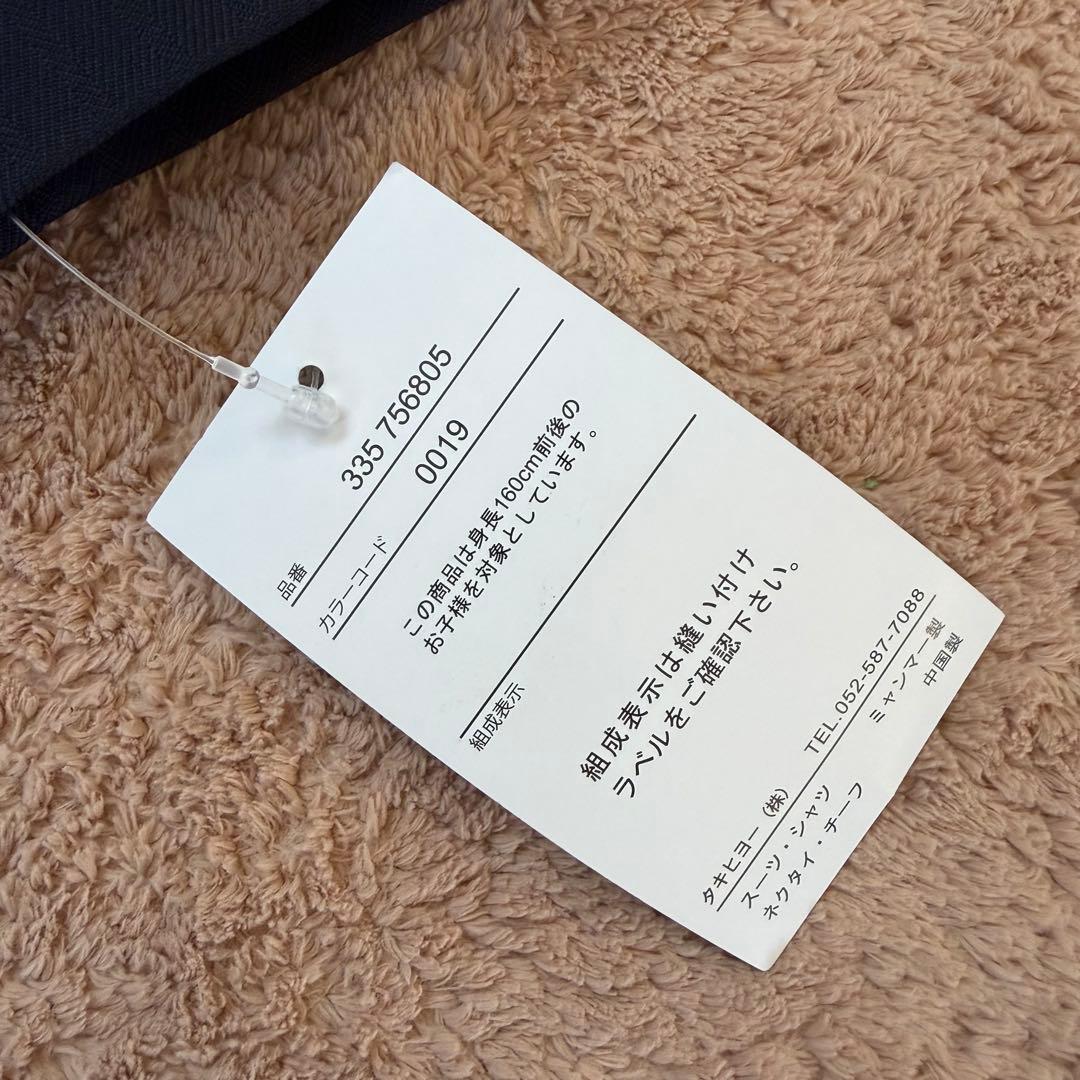 品番 335 756805
カラーコード 0019
この商品は身長160cm前後の
お子様を対象としています。
組成表示
組成表示は縫い付け
ラベルをご確認下さい。
タキヒヨー (株) TEL.052-587-7088
スーツ・シャツ ミャンマー製
ネクタイ・チーフ 中国製